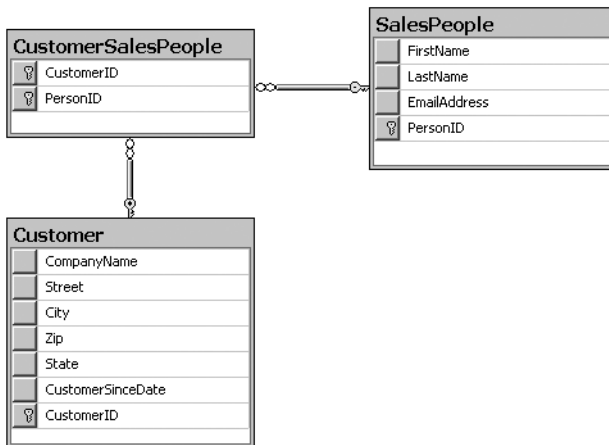 CustomerSalesPeople
CustomerID
PersonID
SalesPeople
FirstName
LastName
EmailAddress
PersonID
Customer
CompanyName
Street
City
Zip
State
CustomerSinceDate
CustomerID